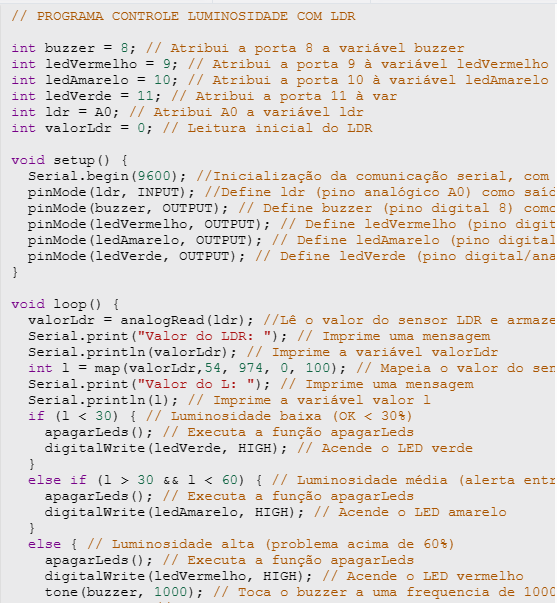 // PROGRAMA CONTROLE LUMINOSIDADE COM LDR
int buzzer = 8; // Atribui a porta 8 a variável buzzer
int ledVermelho = 9; // Atribui a porta 9 à variável ledVermelho
int ledAmarelo = 10; // Atribui a porta 10 à variável ledAmarelo
int ledVerde = 11; // Atribui a porta 11 à var
int ldr = A0; // Atribui A0 a variável ldr
int valorLdr = 0; // Leitura inicial do LDR
void setup() {
Serial.begin(9600); //Inicialização da comunicação serial, com
pinMode(ldr, INPUT); //Define ldr (pino analógico A0) como saíd
pinMode(buzzer, OUTPUT); // Define buzzer (pino digital 8) como
pinMode(ledVermelho, OUTPUT); // Define ledVermelho (pino digit
pinMode(ledAmarelo, OUTPUT); // Define ledAmarelo (pino digital
pinMode(ledVerde, OUTPUT); // Define ledVerde (pino digital/ana
}
void loop() {
valorLdr = analogRead(ldr); //Lê o valor do sensor LDR e armaze
Serial.print("Valor do LDR: "); // Imprime uma mensagem
Serial.println(valorLdr); // Imprime a variável valorLdr
int l = map(valorLdr,54, 974, 0, 100); // Mapeia o valor do sen
Serial.print("Valor do L: "); // Imprime uma mensagem
Serial.println(l); // Imprime a variável valor l
if (l < 30) { // Luminosidade baixa (OK < 30%)
apagarLeds(); // Executa a função apagarLeds
digitalWrite(ledVerde, HIGH); // Acende o LED verde
}
else if (l > 30 && l < 60) { // Luminosidade média (alerta entr
apagarLeds(); // Executa a função apagarLeds
digitalWrite(ledAmarelo, HIGH); // Acende o LED amarelo
}
else { // Luminosidade alta (problema acima de 60%)
apagarLeds(); // Executa a função apagarLeds
digitalWrite(ledVermelho, HIGH); // Acende o LED vermelho
tone(buzzer, 1000); // Toca o buzzer a uma frequencia de 1000